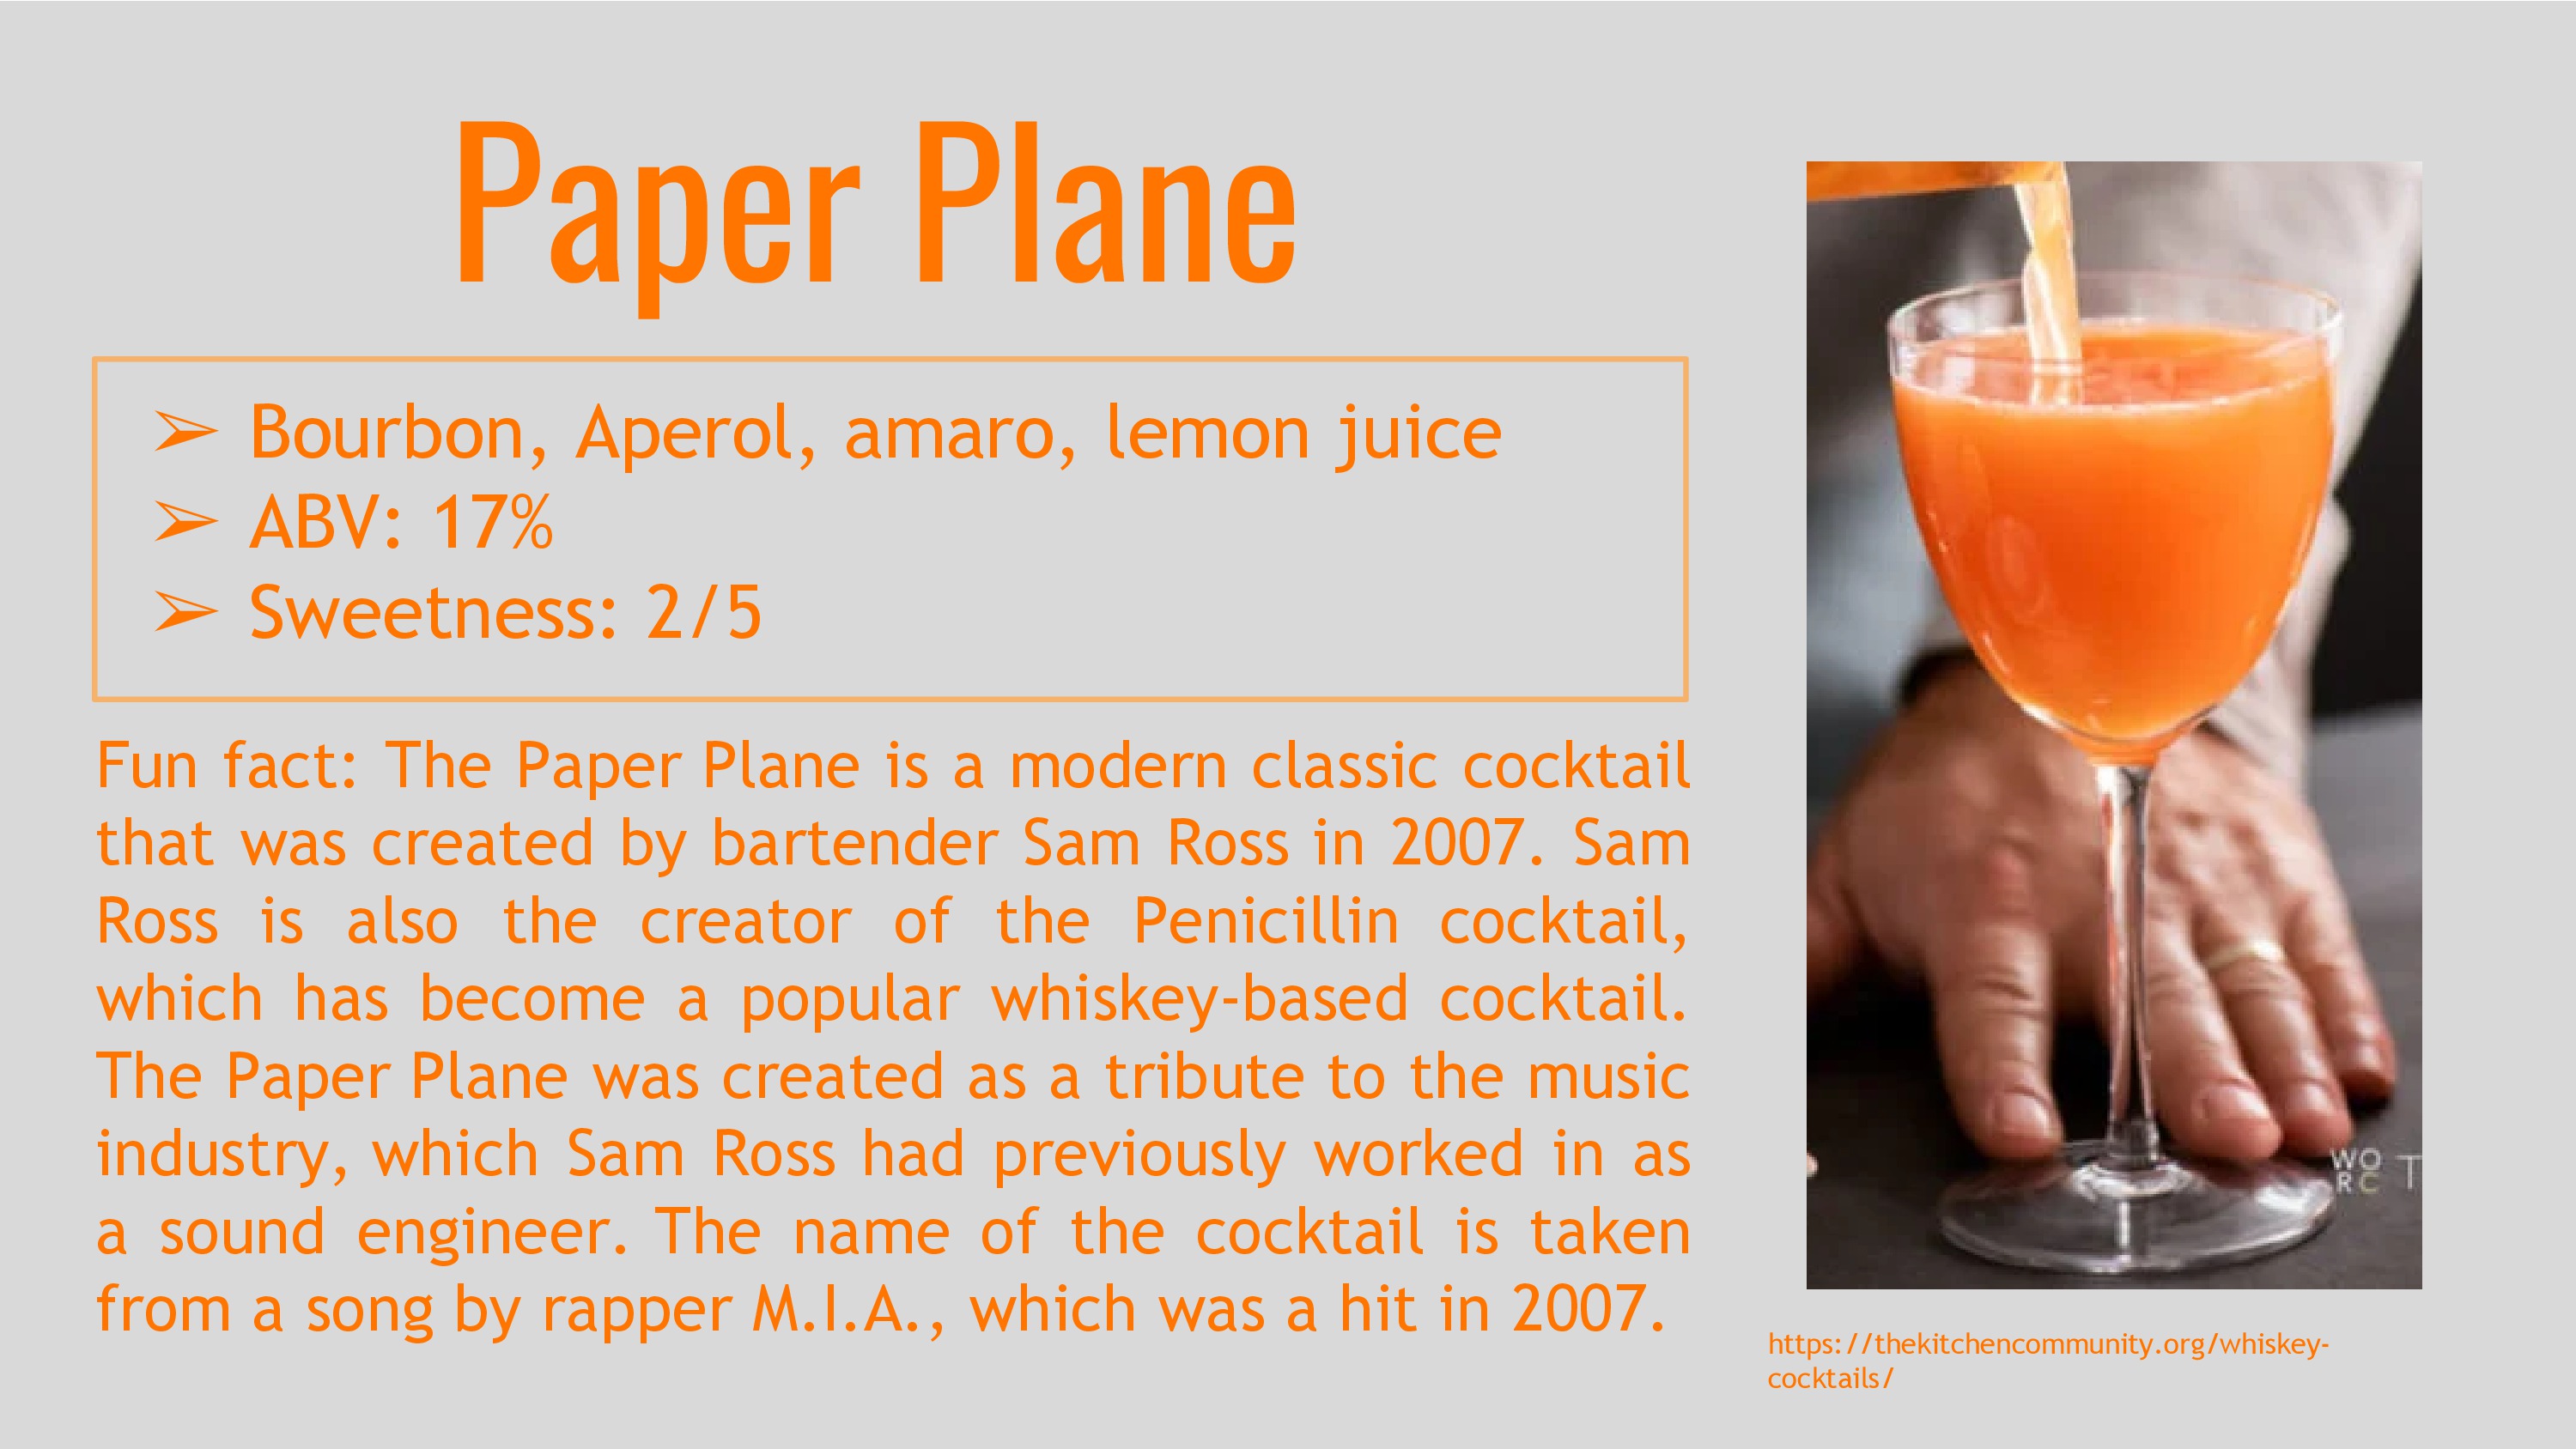 Paper Plane
➢ Bourbon, Aperol, amaro, lemon juice
➢ ABV: 17%
➢ Sweetness: 2/5
Fun fact: The Paper Plane is a modern classic cocktail
that was created by bartender Sam Ross in 2007. Sam
Ross is also the creator of the Penicillin cocktail,
which has become a popular whiskey-based cocktail.
The Paper Plane was created as a tribute to the music
industry, which Sam Ross had previously worked in as
a sound engineer. The name of the cocktail is taken
from a song by rapper M.I.A., which was a hit in 2007.
WO
RC T
https://thekitchencommunity.org/whiskey-
cocktails/